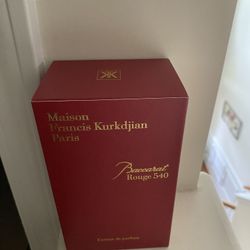 Maison
Francis Kurkdjian
Paris
Baccarat
Rouge 540
Extrait de parfum